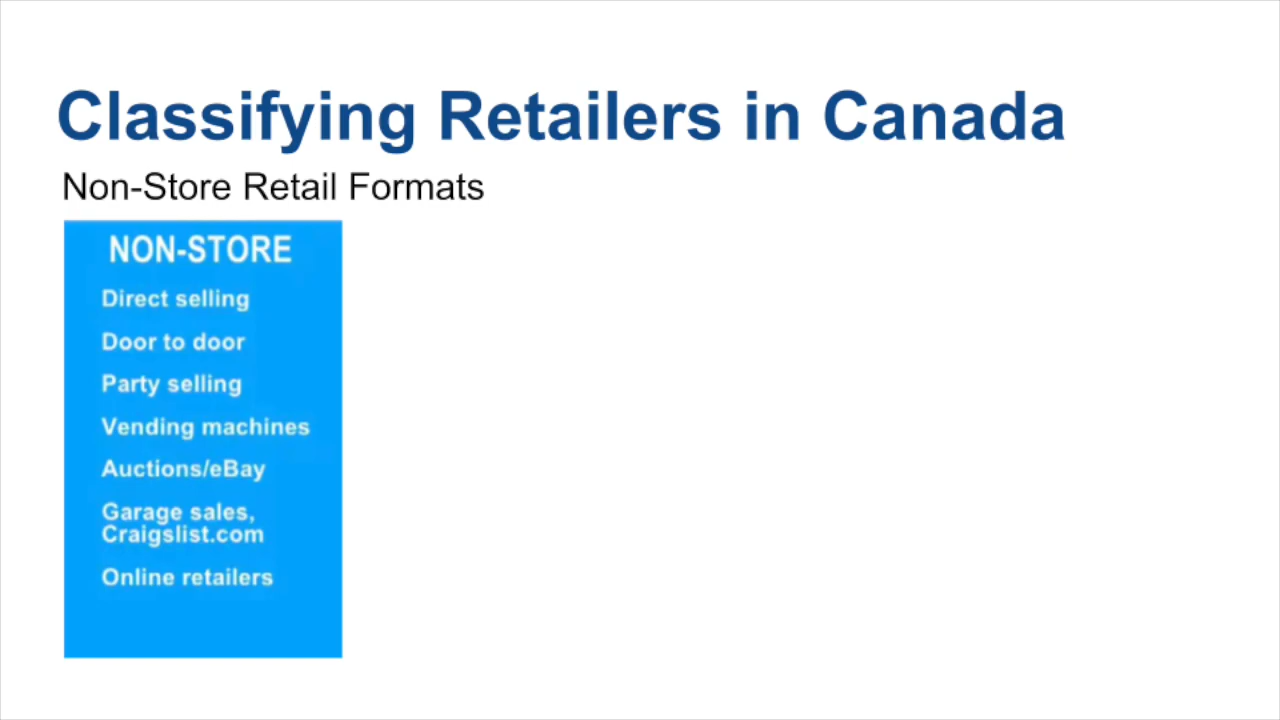 Classifying Retailers in Canada
Non-Store Retail Formats
NON-STORE
Direct selling
Door to door
Party selling
Vending machines
Auctions/eBay
Garage sales,
Craigslist.com
Online retailers